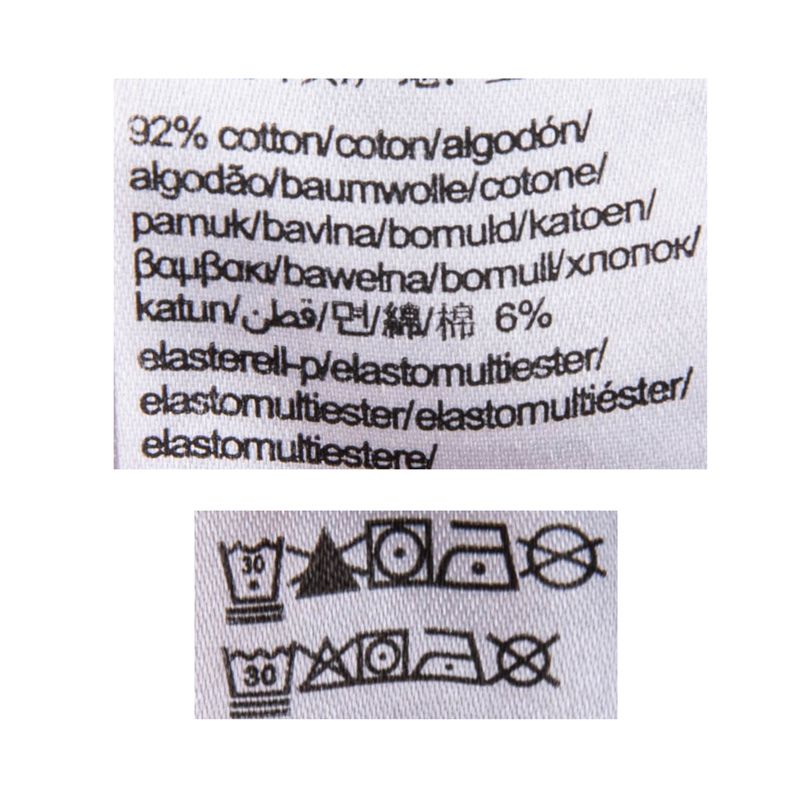 92% cotton/coton/algodón/
algodão/baumwolle/cotone/
pamuk/bavlna/bomuld/katoen/
βαμβακι/bawełna/bomull/хлопок/
katun/قطن/면/綿/棉 6%
elasterell-p/elastomultiester/
elastomultiester/elastomultiéster/
elastomultiestere/
30
30